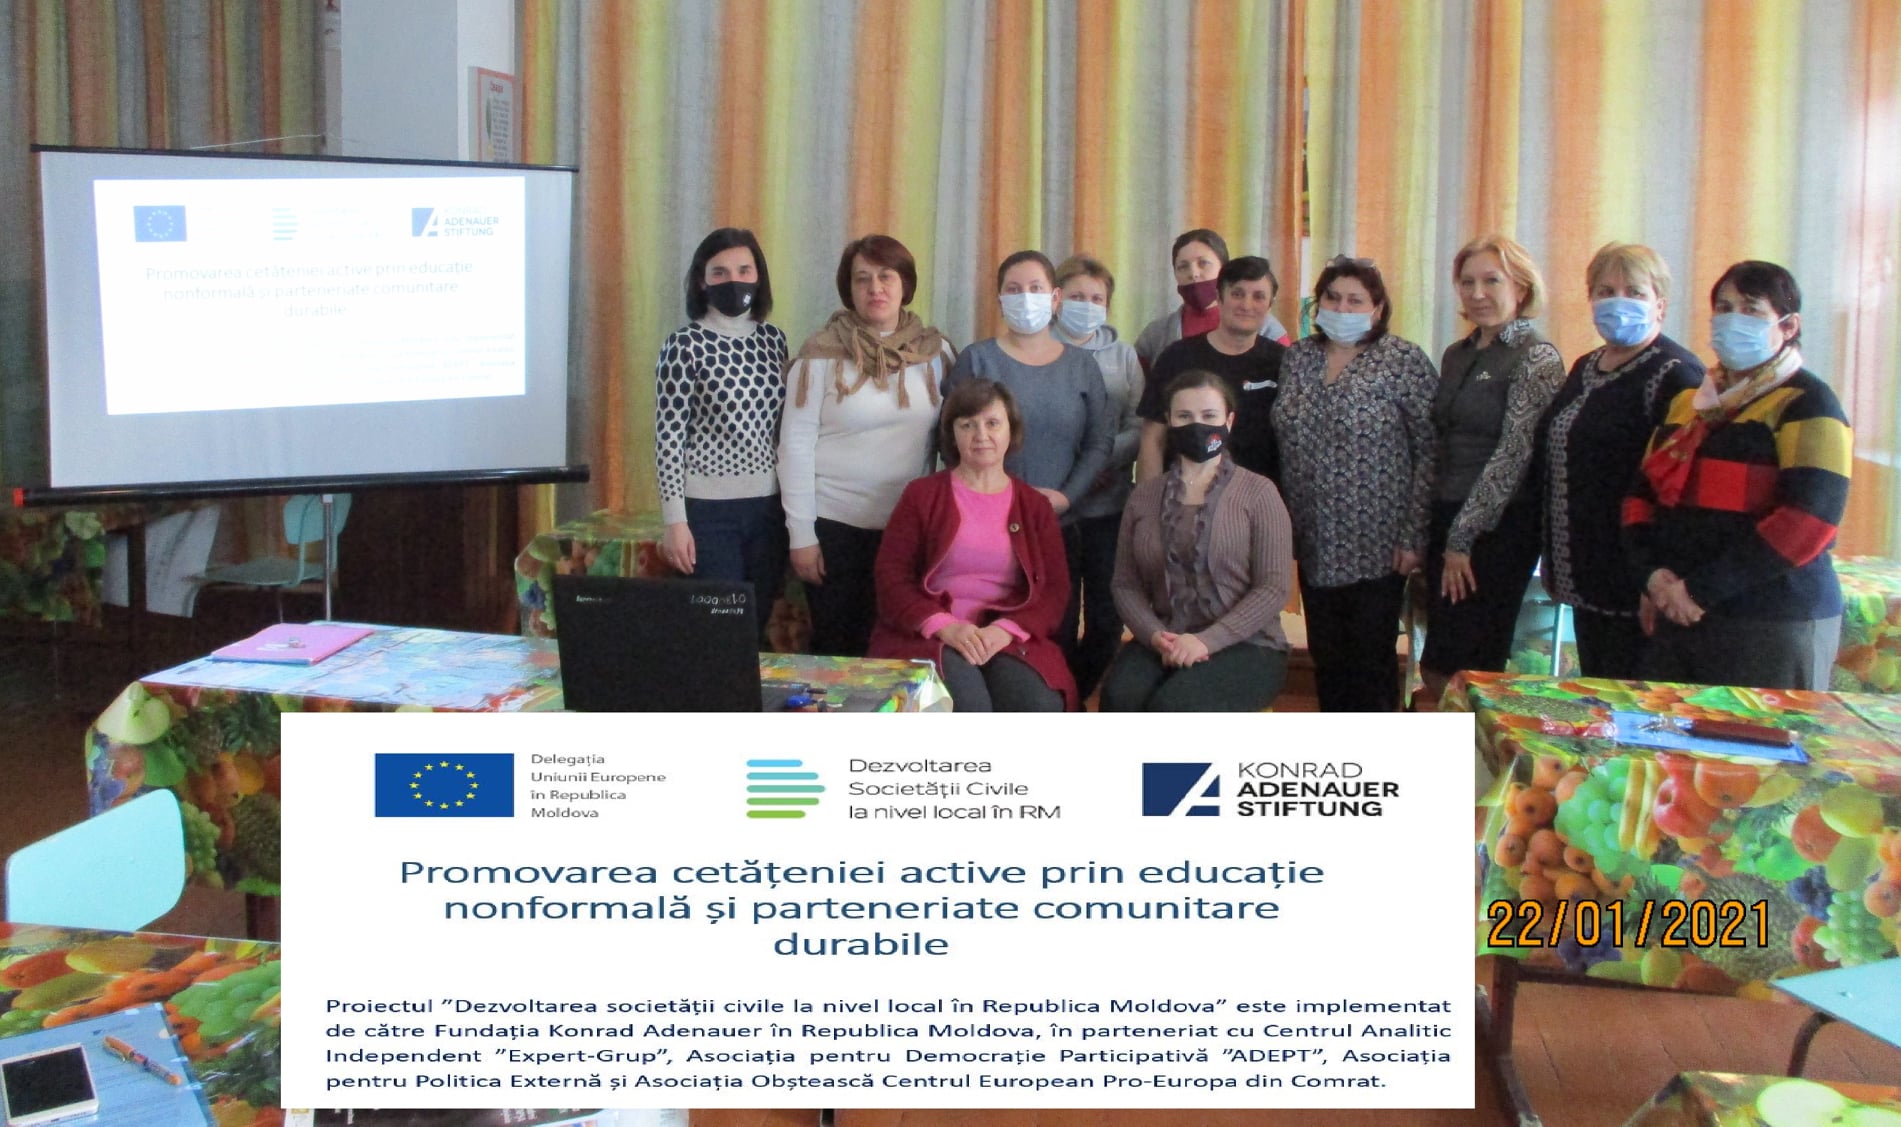 KONRAD
ADENAUER
STIFTUNG
Promovarea cetățeniei active prin educație
nonformală și parteneriate comunitare
durabile
Delegația
Uniunii Europene
în Republica
Moldova
Dezvoltarea
Societății Civile
la nivel local în RM
KONRAD
ADENAUER
STIFTUNG
Promovarea cetățeniei active prin educație
nonformală și parteneriate comunitare
durabile
22/01/2021
Proiectul ”Dezvoltarea societății civile la nivel local în Republica Moldova” este implementat
de către Fundația Konrad Adenauer în Republica Moldova, în parteneriat cu Centrul Analitic
Independent ”Expert-Grup”, Asociația pentru Democrație Participativă ”ADEPT”, Asociația
pentru Politica Externă și Asociația Obștească Centrul European Pro-Europa din Comrat.